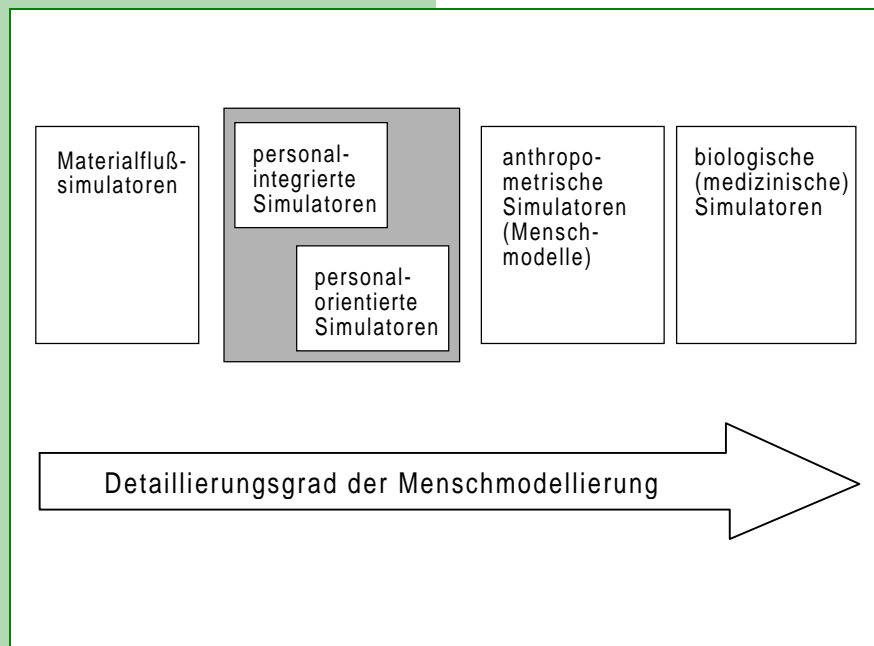 Materialfluß-
simulatoren
personal-
integrierte
Simulatoren
personal-
orientierte
Simulatoren
anthropo-
metrische
Simulatoren
(Mensch-
modelle)
biologische
(medizinische)
Simulatoren
Detaillierungsgrad der Menschmodellierung